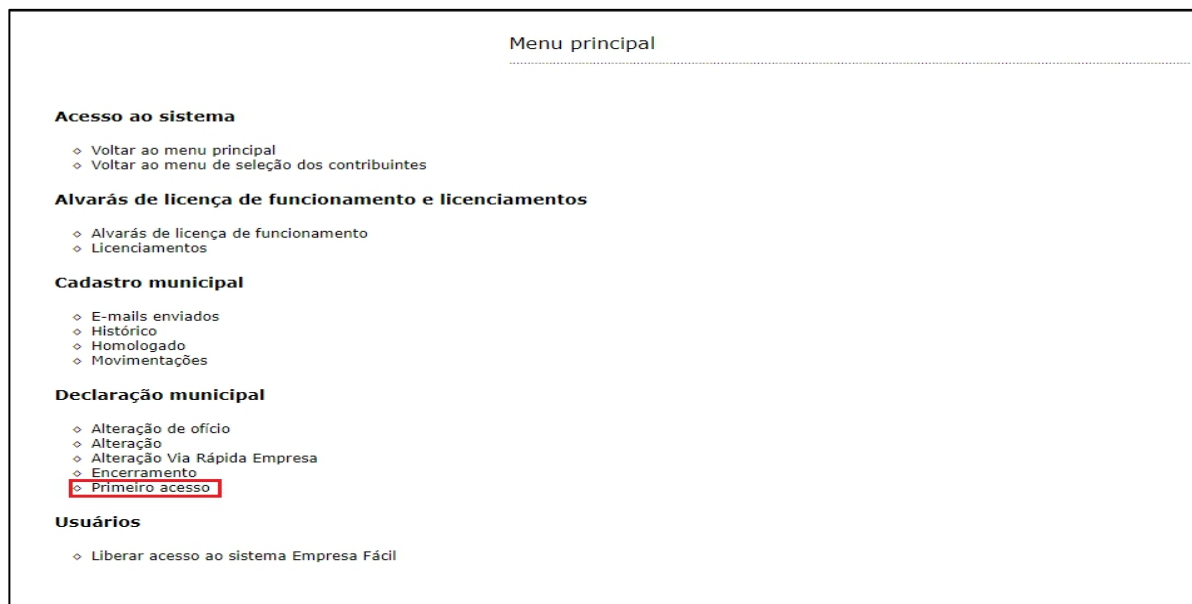 Menu principal
Acesso ao sistema
Voltar ao menu principal
Voltar ao menu de seleção dos contribuintes
Alvarás de licença de funcionamento e licenciamentos
Alvarás de licença de funcionamento
Licenciamentos
Cadastro municipal
E-mails enviados
Histórico
Homologado
Movimentações
Declaração municipal
Alteração de ofício
Alteração
Alteração Via Rápida Empresa
Encerramento
Primeiro acesso
Usuários
Liberar acesso ao sistema Empresa Fácil